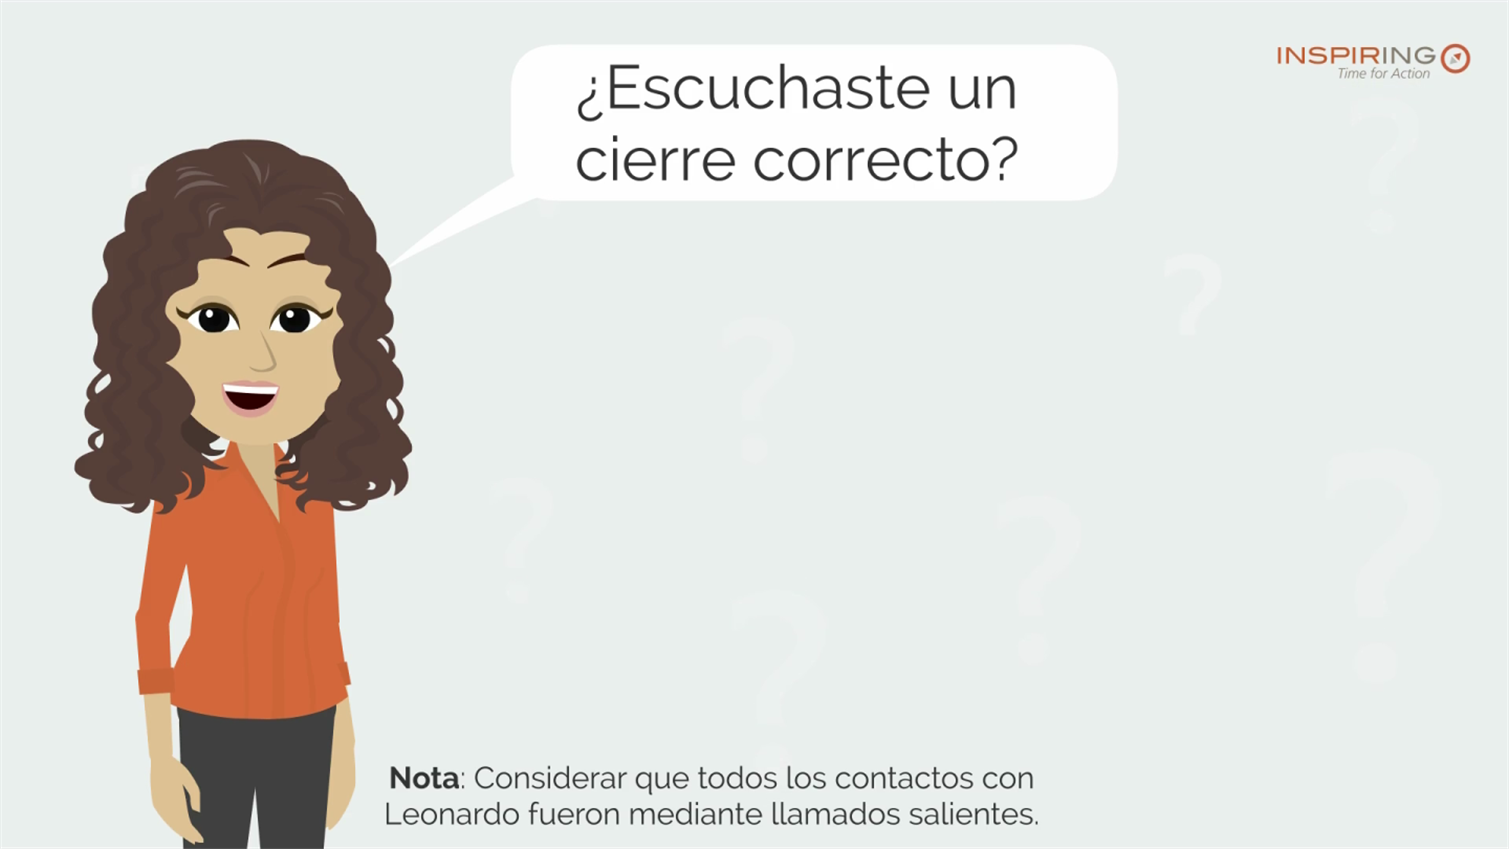 INSPIRING
Time for Action
¿Escuchaste un
cierre correcto?
Nota: Considerar que todos los contactos con
Leonardo fueron mediante llamados salientes.